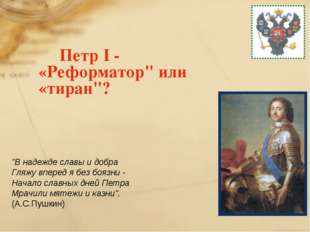 Петр I -
«Реформатор" или
«тиран"?
"В надежде славы и добра
Гляжу вперед я без боязни -
Начало славных дней Петра
Мрачили мятежи и казни".
(А.С.Пушкин)